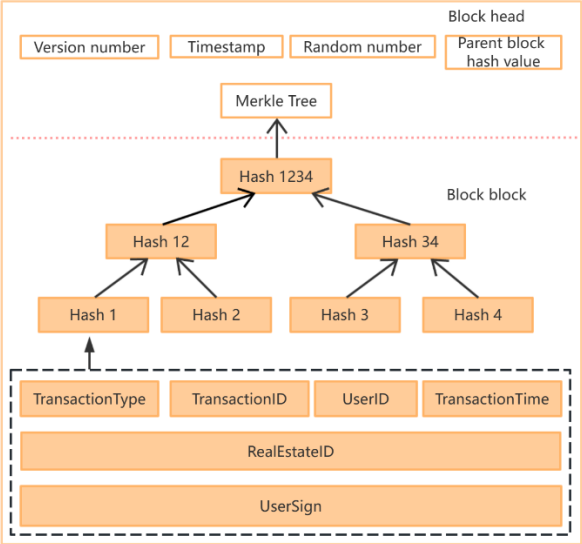 Block head
Version number
Timestamp
Random number
Parent block
hash value
Merkle Tree
Hash 1234
Block block
Hash 12
Hash 34
Hash 1
Hash 2
Hash 3
Hash 4
TransactionType
TransactionID
UserID
TransactionTime
RealEstateID
UserSign